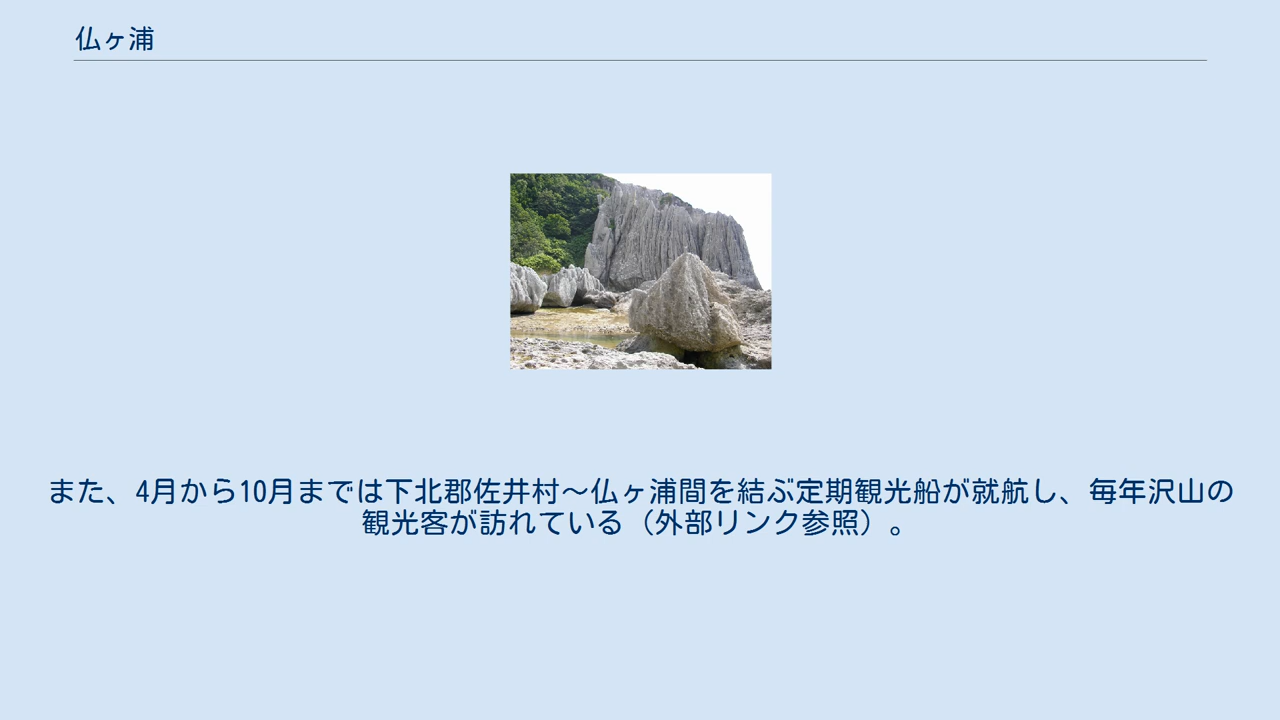 仏ヶ浦
また、4月から10月までは下北郡佐井村～仏ヶ浦間を結ぶ定期観光船が就航し、毎年沢山の
観光客が訪れている（外部リンク参照）。